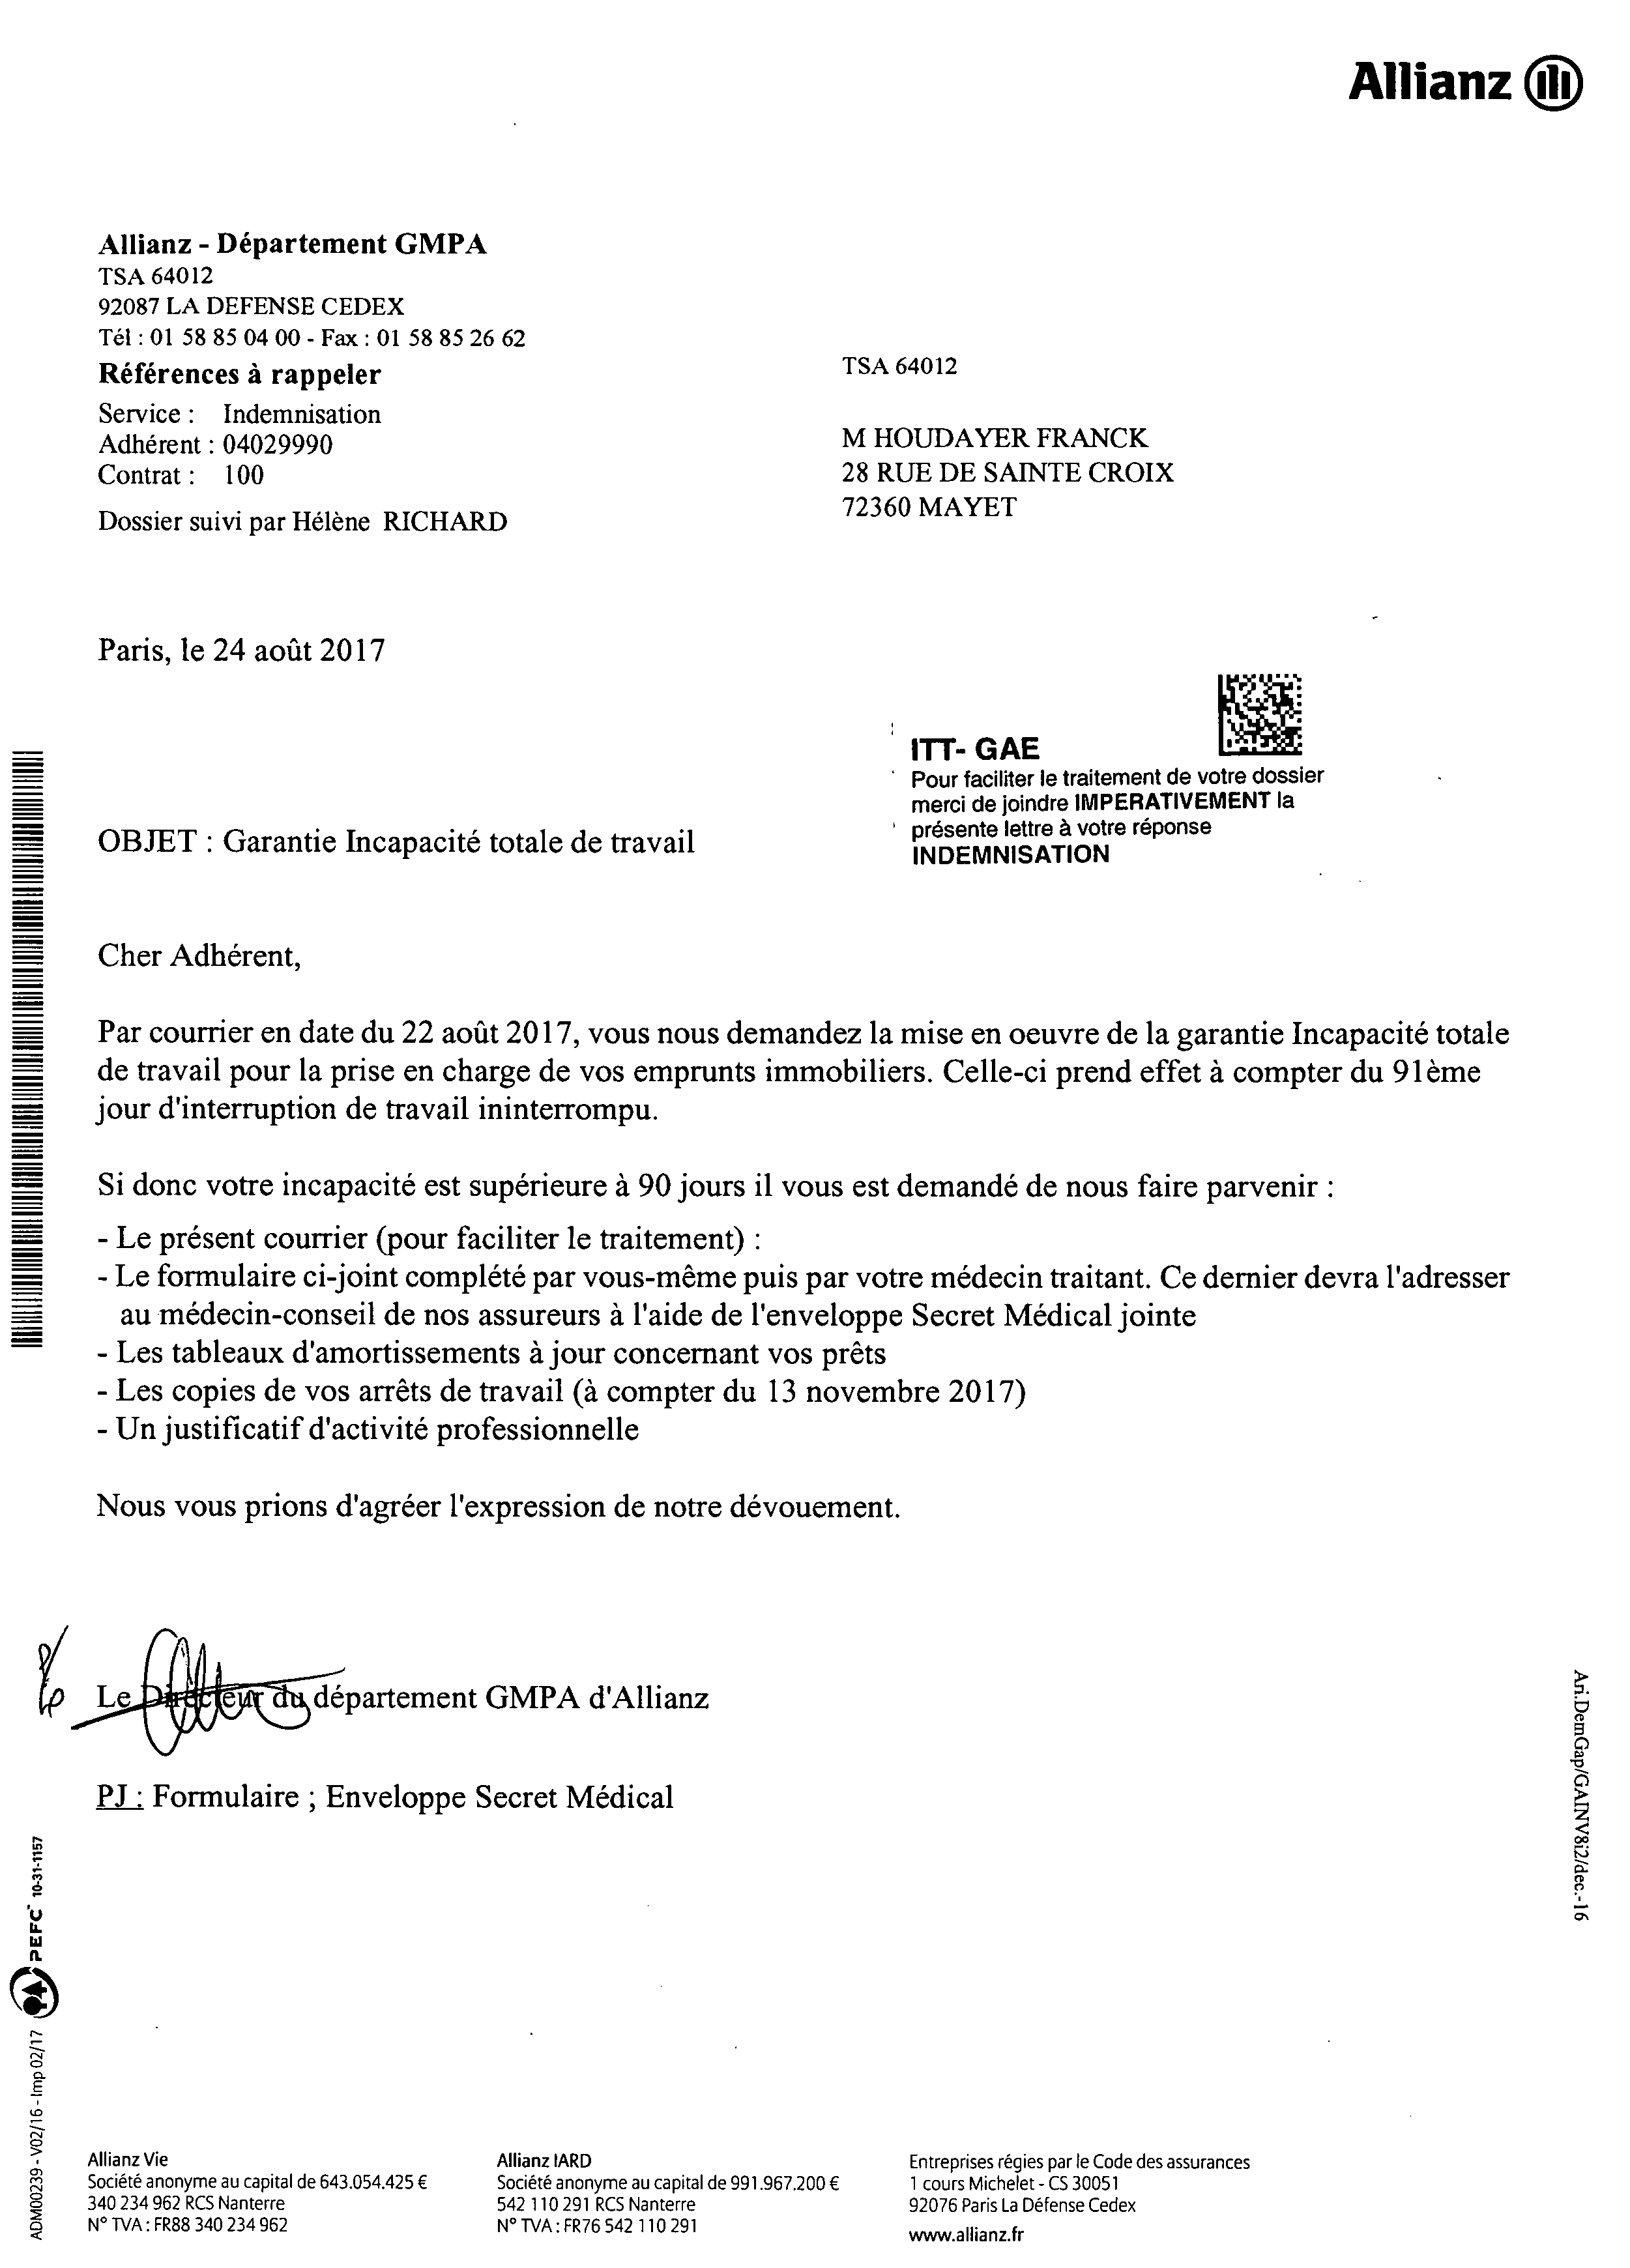 Allianz
Allianz - Département GMPA
TSA 64012
92087 LA DEFENSE CEDEX
Tél : 01 58 85 04 00 - Fax : 01 58 85 26 62
Références à rappeler
Service : Indemnisation
Adhérent : 04029990
Contrat : 100
Dossier suivi par Hélène RICHARD
TSA 64012
M HOUDAYER FRANCK
28 RUE DE SAINTE CROIX
72360 MAYET
Paris, le 24 août 2017
ITT- GAE
Pour faciliter le traitement de votre dossier
merci de joindre IMPERATIVEMENT la
présente lettre à votre réponse
INDEMNISATION
OBJET : Garantie Incapacité totale de travail
Cher Adhérent,
Par courrier en date du 22 août 2017, vous nous demandez la mise en oeuvre de la garantie Incapacité totale
de travail pour la prise en charge de vos emprunts immobiliers. Celle-ci prend effet à compter du 91ème
jour d'interruption de travail ininterrompu.
Si donc votre incapacité est supérieure à 90 jours il vous est demandé de nous faire parvenir :
- Le présent courrier (pour faciliter le traitement) :
- Le formulaire ci-joint complété par vous-même puis par votre médecin traitant. Ce dernier devra l'adresser
au médecin-conseil de nos assureurs à l'aide de l'enveloppe Secret Médical jointe
- Les tableaux d'amortissements à jour concernant vos prêts
- Les copies de vos arrêts de travail (à compter du 13 novembre 2017)
- Un justificatif d'activité professionnelle
Nous vous prions d'agréer l'expression de notre dévouement.
Le Directeur du département GMPA d'Allianz
PJ : Formulaire ; Enveloppe Secret Médical
Ari.DemGap/GAINV8i2/dec.-16
ADM00239 - V02/16 - Imp 02/17
PEFC 10-31-1157
Allianz Vie
Société anonyme au capital de 643.054.425 €
340 234 962 RCS Nanterre
N° TVA : FR88 340 234 962
Allianz IARD
Société anonyme au capital de 991.967.200 €
542 110 291 RCS Nanterre
N° TVA : FR76 542 110 291
Entreprises régies par le Code des assurances
1 cours Michelet - CS 30051
92076 Paris La Défense Cedex
www.allianz.fr